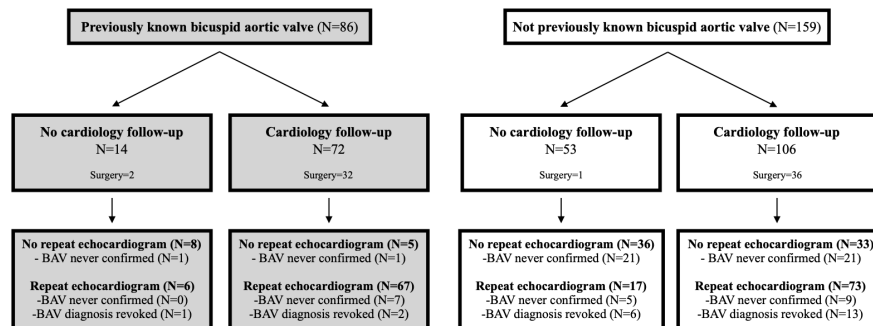 Previously known bicuspid aortic valve (N=86)
Not previously known bicuspid aortic valve (N=159)
No cardiology follow-up
N=14
Surgery=2
Cardiology follow-up
N=72
Surgery=32
No cardiology follow-up
N=53
Surgery=1
Cardiology follow-up
N=106
Surgery=36
No repeat echocardiogram (N=8)
- BAV never confirmed (N=1)
Repeat echocardiogram (N=6)
-BAV never confirmed (N=0)
-BAV diagnosis revoked (N=1)
No repeat echocardiogram (N=5)
- BAV never confirmed (N=1)
Repeat echocardiogram (N=67)
-BAV never confirmed (N=7)
-BAV diagnosis revoked (N=2)
No repeat echocardiogram (N=36)
-BAV never confirmed (N=21)
Repeat echocardiogram (N=17)
-BAV never confirmed (N=5)
-BAV diagnosis revoked (N=6)
No repeat echocardiogram (N=33)
- BAV never confirmed (N=21)
Repeat echocardiogram (N=73)
-BAV never confirmed (N=9)
-BAV diagnosis revoked (N=13)